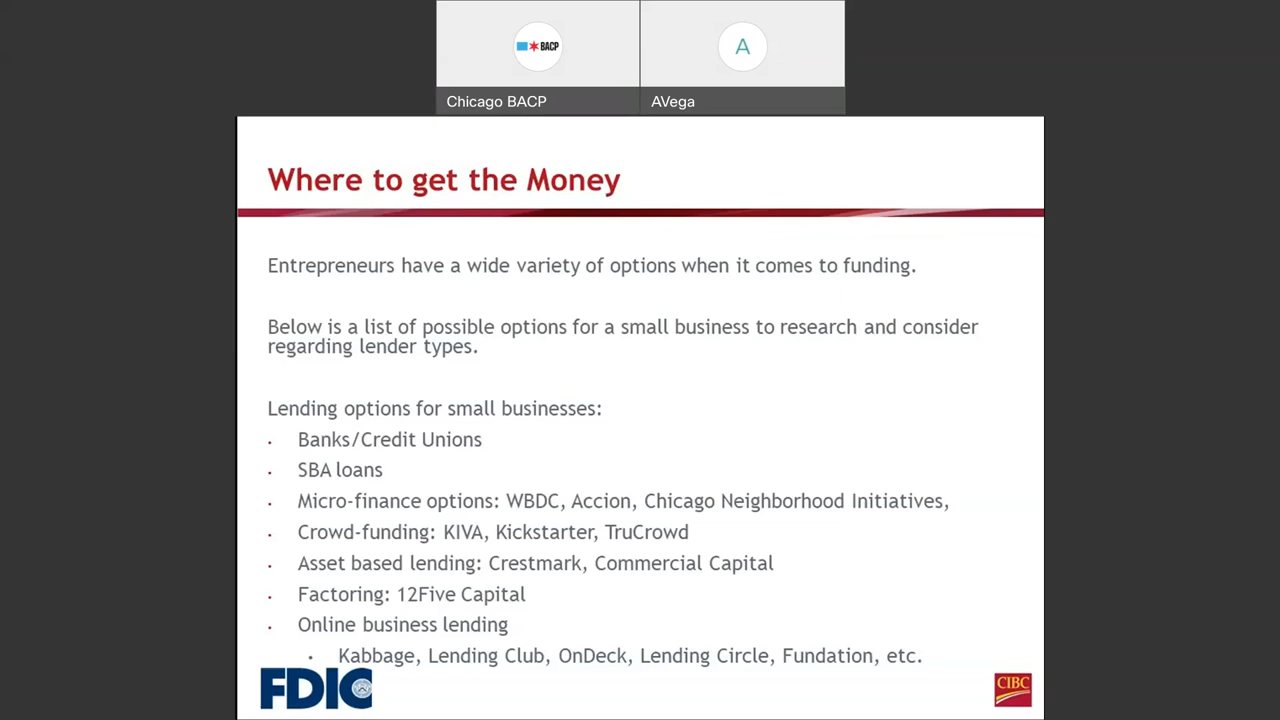 BACP
A
Chicago BACP
AVega
Where to get the Money
Entrepreneurs have a wide variety of options when it comes to funding.
Below is a list of possible options for a small business to research and consider
regarding lender types.
Lending options for small businesses:
· Banks/Credit Unions
· SBA loans
· Micro-finance options: WBDC, Accion, Chicago Neighborhood Initiatives,
· Crowd-funding: KIVA, Kickstarter, TruCrowd
· Asset based lending: Crestmark, Commercial Capital
· Factoring: 12Five Capital
· Online business lending
· Kabbage, Lending Club, OnDeck, Lending Circle, Fundation, etc.
FDIC
CIBC